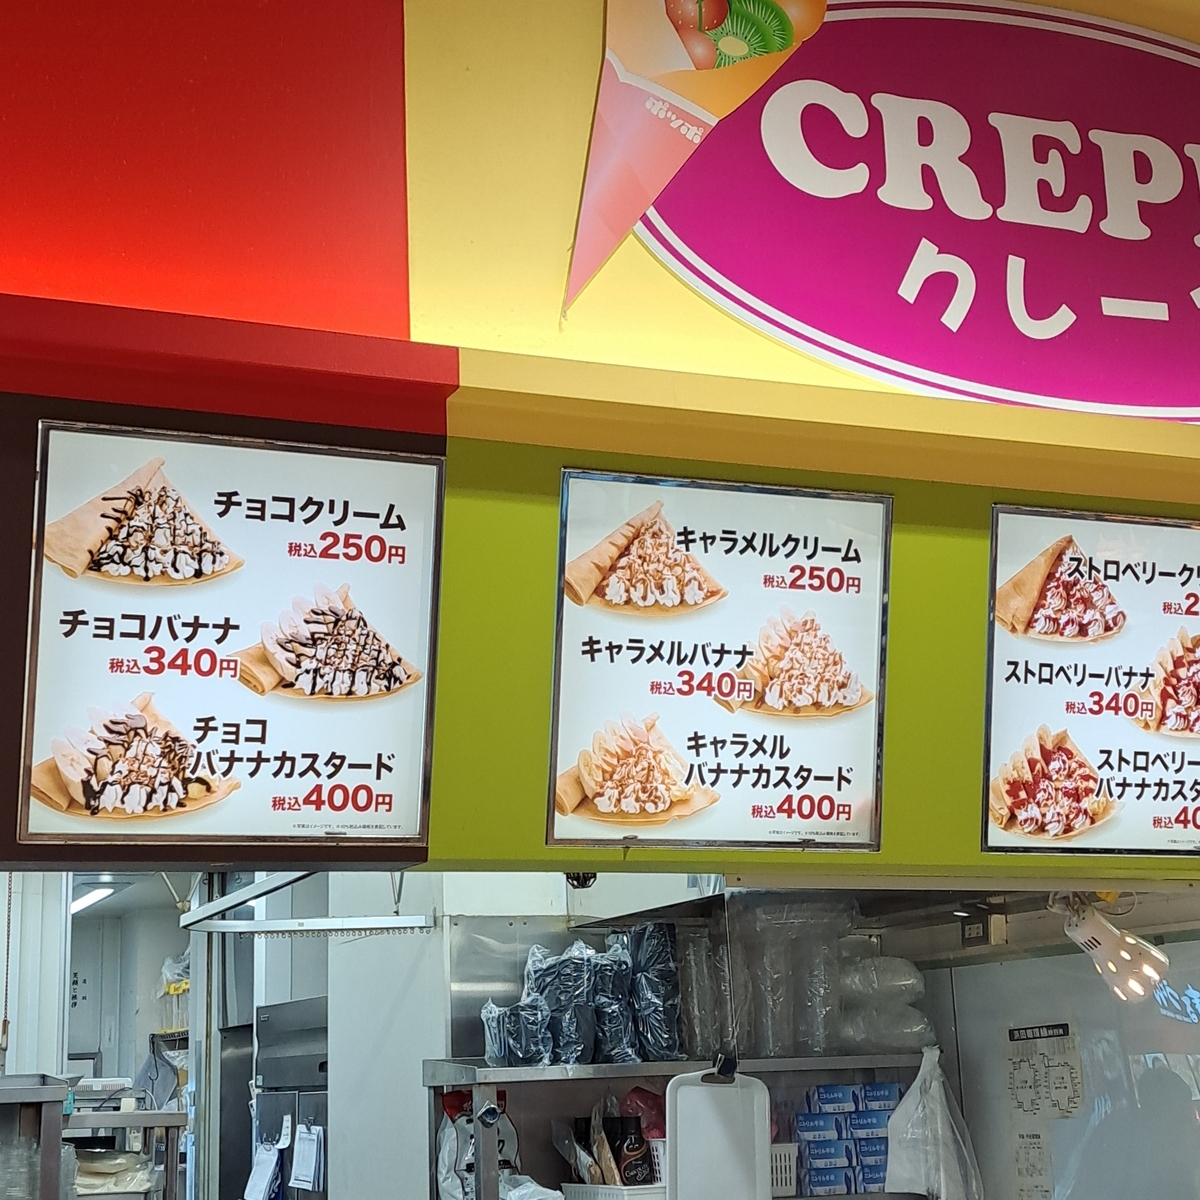 ポッポ
CREP
クレー
チョコクリーム
税込250円
チョコバナナ
税込340円
チョコ
バナナカスタード
税込400円
キャラメルクリーム
税込250円
キャラメルバナナ
税込340円
キャラメル
バナナカスタード
税込400円
ストロベリーク
税込2
ストロベリーバナナ
税込340円
ストロベリー
バナナカスタ
税込40